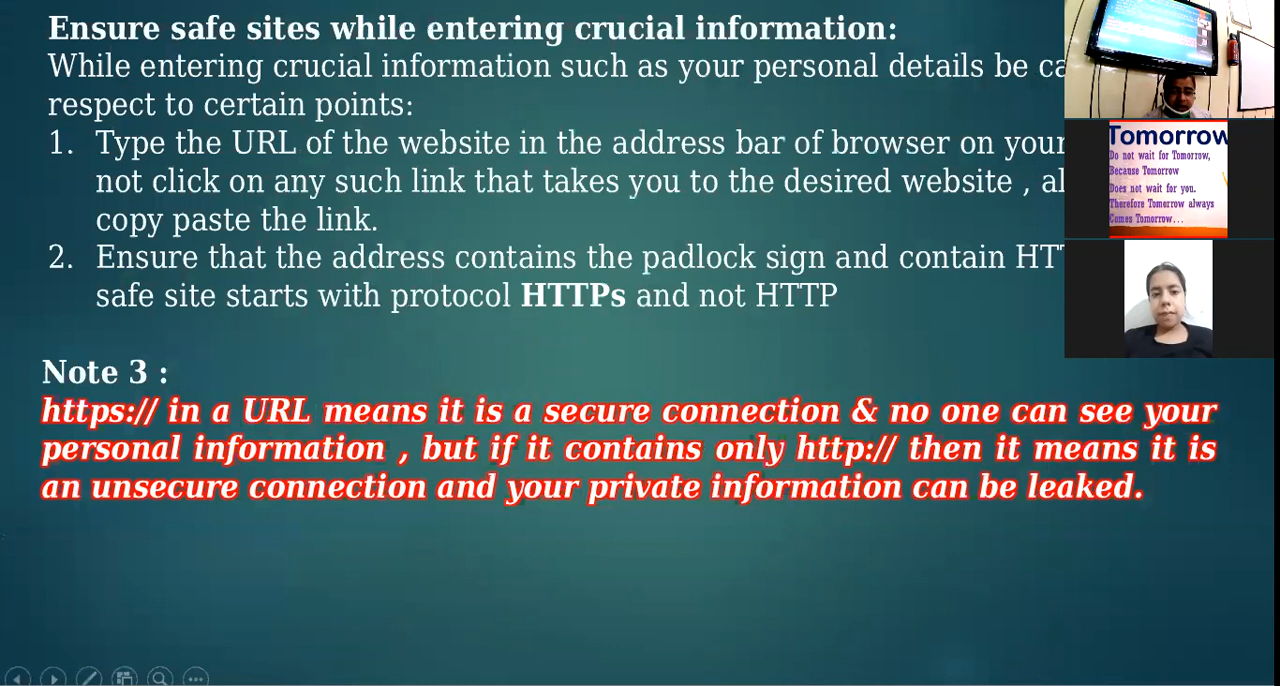 Ensure safe sites while entering crucial information:
While entering crucial information such as your personal details be
respect to certain points:
1. Type the URL of the website in the address bar of browser on your
not click on any such link that takes you to the desired website ,
copy paste the link.
2. Ensure that the address contains the padlock sign and contain
safe site starts with protocol HTTPs and not HTTP
Note 3 :
https:// in a URL means it is a secure connection & no one can see your
personal information , but if it contains only http:// then it means it is
an unsecure connection and your private information can be leaked.
Tomorrow
Do not wait for Tomorrow,
Because Tomorrow
Does not wait for you.
Therefore Tomorrow always
Comes Tomorrow...